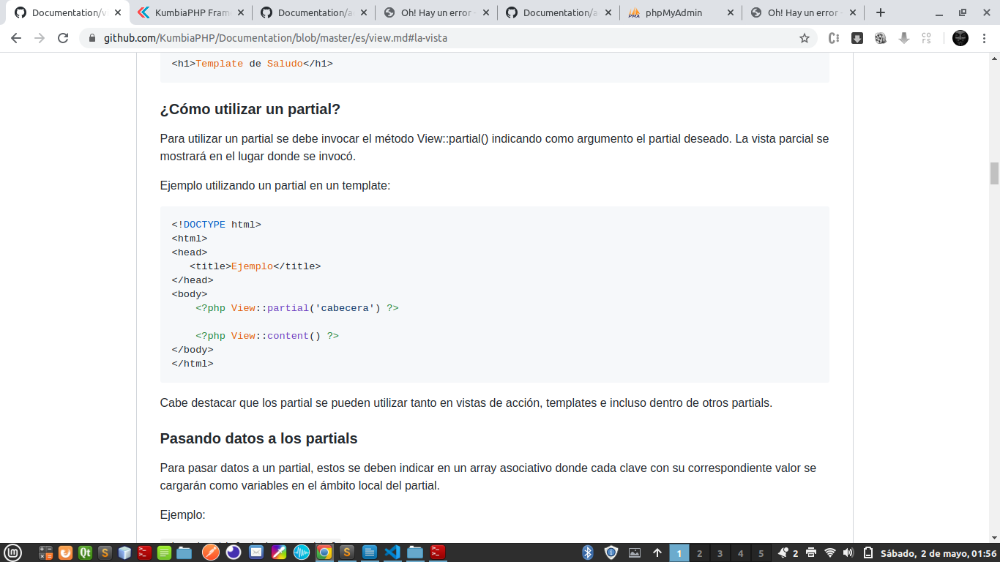 Documentation/vi
KumbiaPHP Fram
Documentation/a
Oh! Hay un error -
Documentation/a
phpMyAdmin
Oh! Hay un error -
github.com/KumbiaPHP/Documentation/blob/master/es/view.md#la-vista
<h1>Template de Saludo</h1>
¿Cómo utilizar un partial?
Para utilizar un partial se debe invocar el método View::partial() indicando como argumento el partial deseado. La vista parcial se
mostrará en el lugar donde se invocó.
Ejemplo utilizando un partial en un template:
<!DOCTYPE html>
<html>
<head>
<title>Ejemplo</title>
</head>
<body>
<?php View::partial('cabecera') ?>
<?php View::content() ?>
</body>
</html>
Cabe destacar que los partial se pueden utilizar tanto en vistas de acción, templates e incluso dentro de otros partials.
Pasando datos a los partials
Para pasar datos a un partial, estos se deben indicar en un array asociativo donde cada clave con su correspondiente valor se
cargarán como variables en el ámbito local del partial.
Ejemplo:
1 2 3 4 5 2 Sábado, 2 de mayo, 01:56